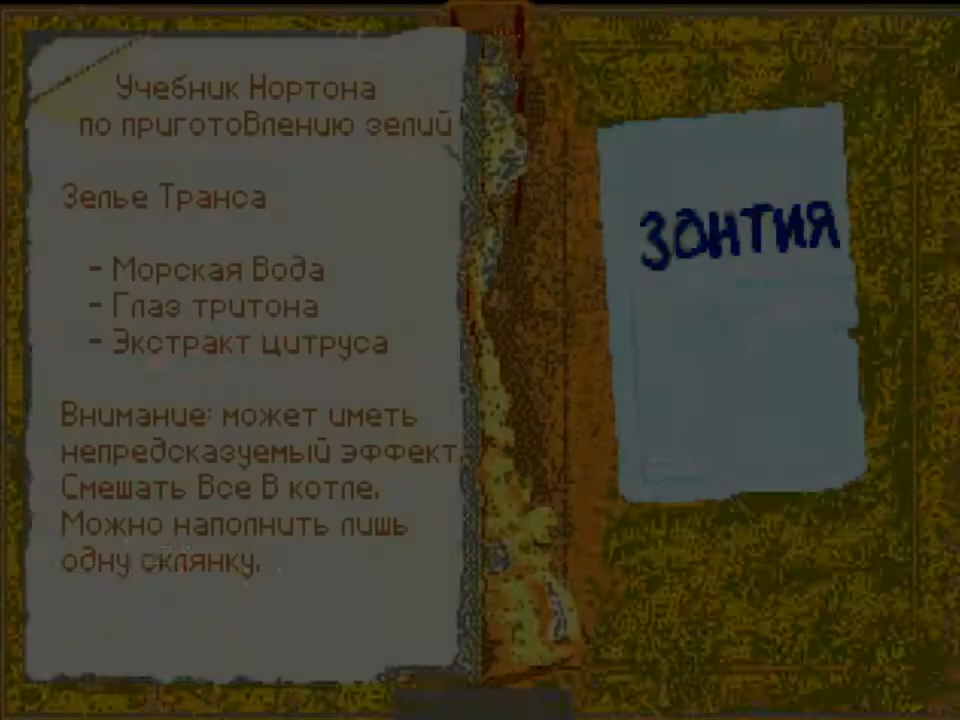 Учебник Нортона
по приготовлению зелий
Зелье Транса
- Морская Вода
- Глаз тритона
- Экстракт цитруса
Внимание: может иметь
непредсказуемый эффект.
Смешать Все В котле.
Можно наполнить лишь
одну склянку.
ЗОНТИЯ